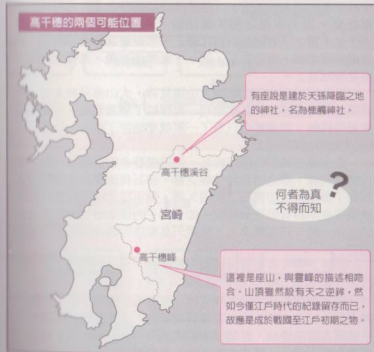 高千穗的兩個可能位置
有座說是建於天孫降臨之地
的神社，名為槵觸神社。
高千穗溪谷
何者為真
不得而知
?
宮崎
高千穗峰
這裡是座山，與靈峰的描述相吻
合。山頂雖然設有天之逆鉾，然
如今僅江戶時代的紀錄留存而已，
故應是成於戰國至江戶初期之物。